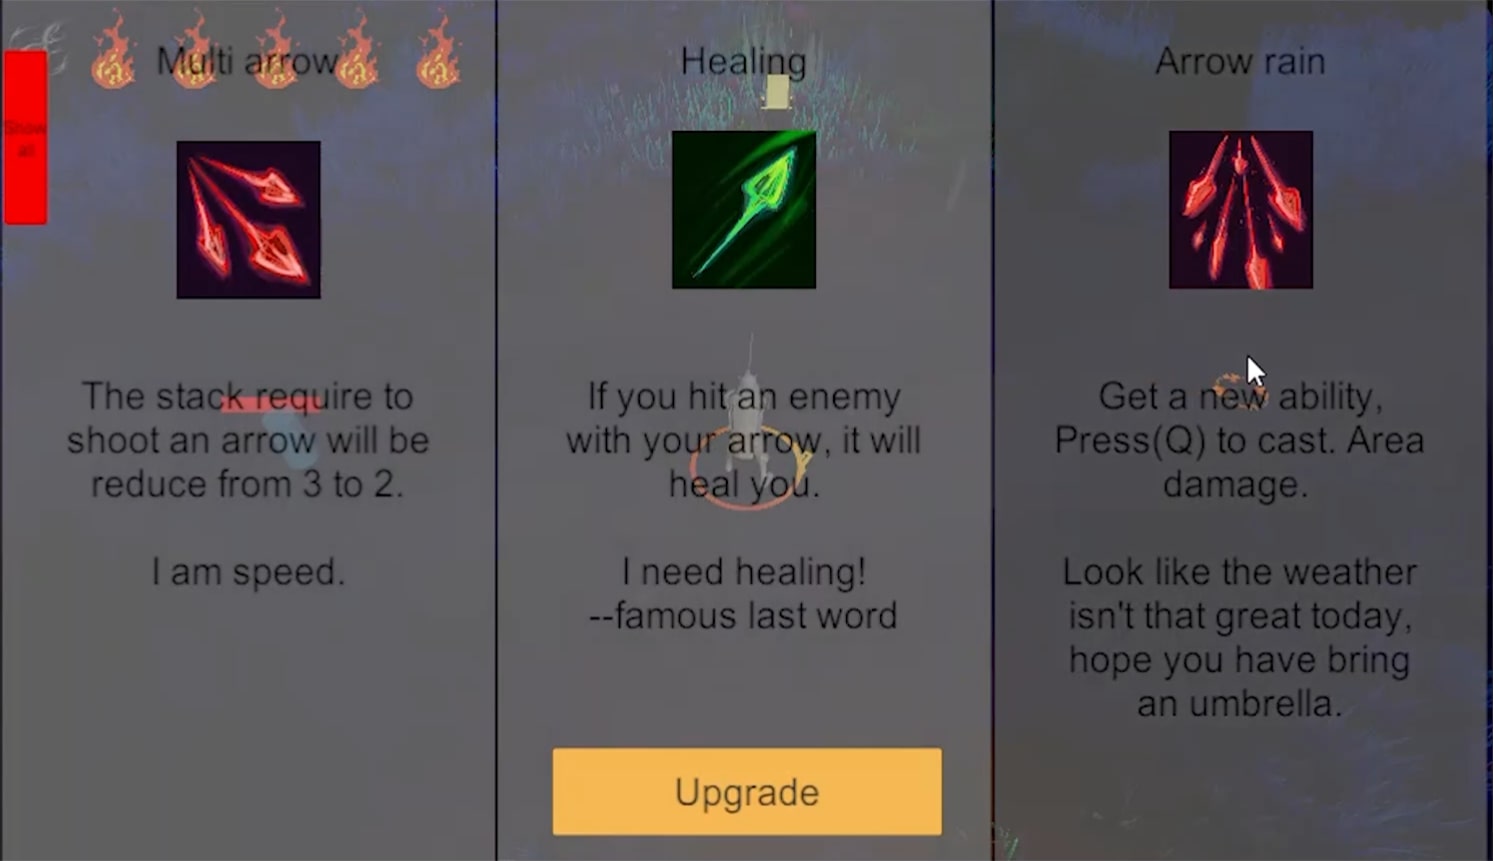 Multi arrow
Healing
Arrow rain
Show
all
The stack require to
shoot an arrow will be
reduce from 3 to 2.
I am speed.
If you hit an enemy
with your arrow, it will
heal you.
I need healing!
--famous last word
Get a new ability,
Press(Q) to cast. Area
damage.
Look like the weather
isn't that great today,
hope you have bring
an umbrella.
Upgrade